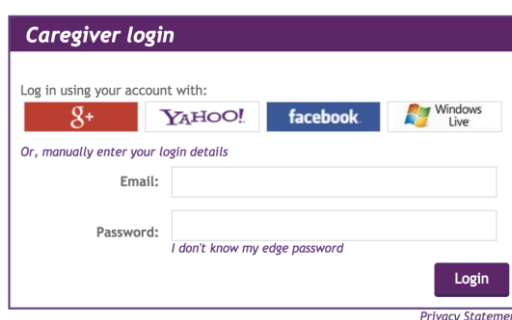 Caregiver login
Log in using your account with:
g+ YAHOO! facebook Windows Live
Or, manually enter your login details
Email:
Password:
I don't know my edge password
Login
Privacy